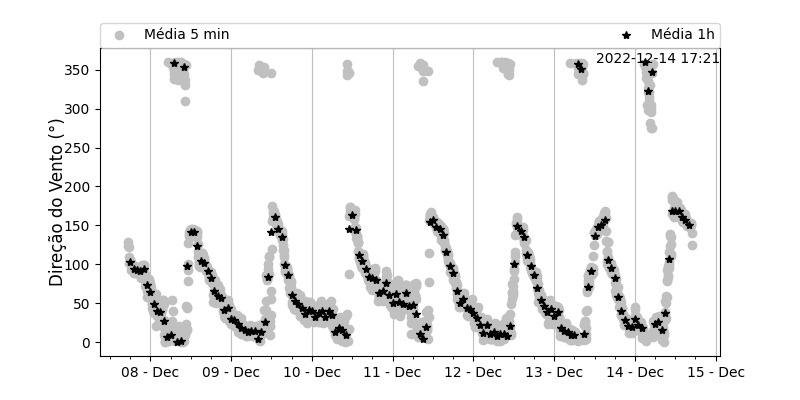 Média 5 min
Média 1h
2022-12-14 17:21
Direção do Vento (°)
350
300
250
200
150
100
50
0
08 - Dec
09 - Dec
10 - Dec
11 - Dec
12 - Dec
13 - Dec
14 - Dec
15 - Dec